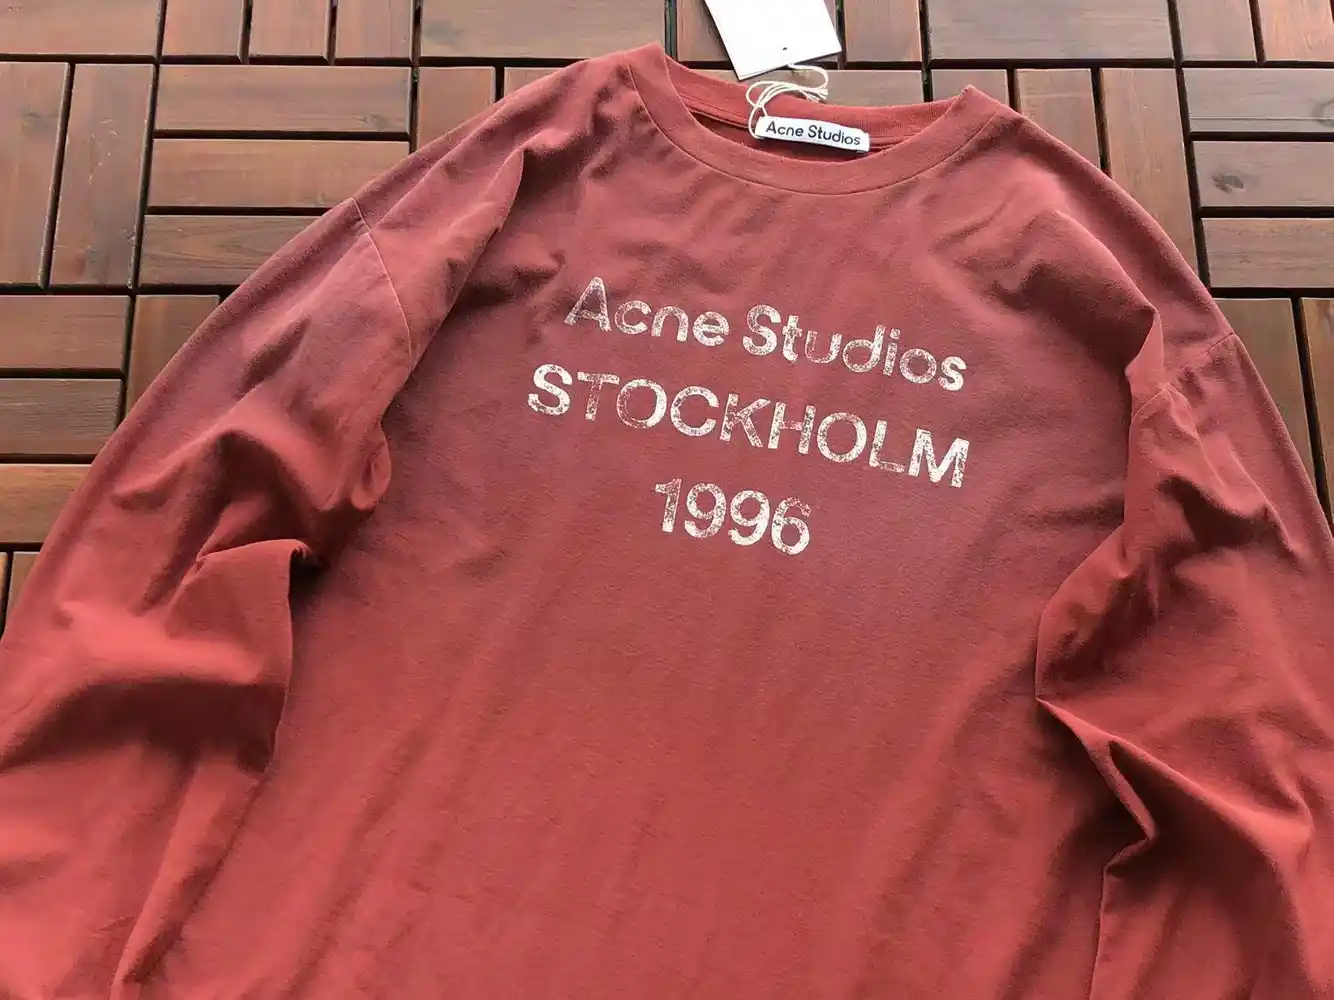 Acne Studios
Acne Studios
STOCKHOLM
1996